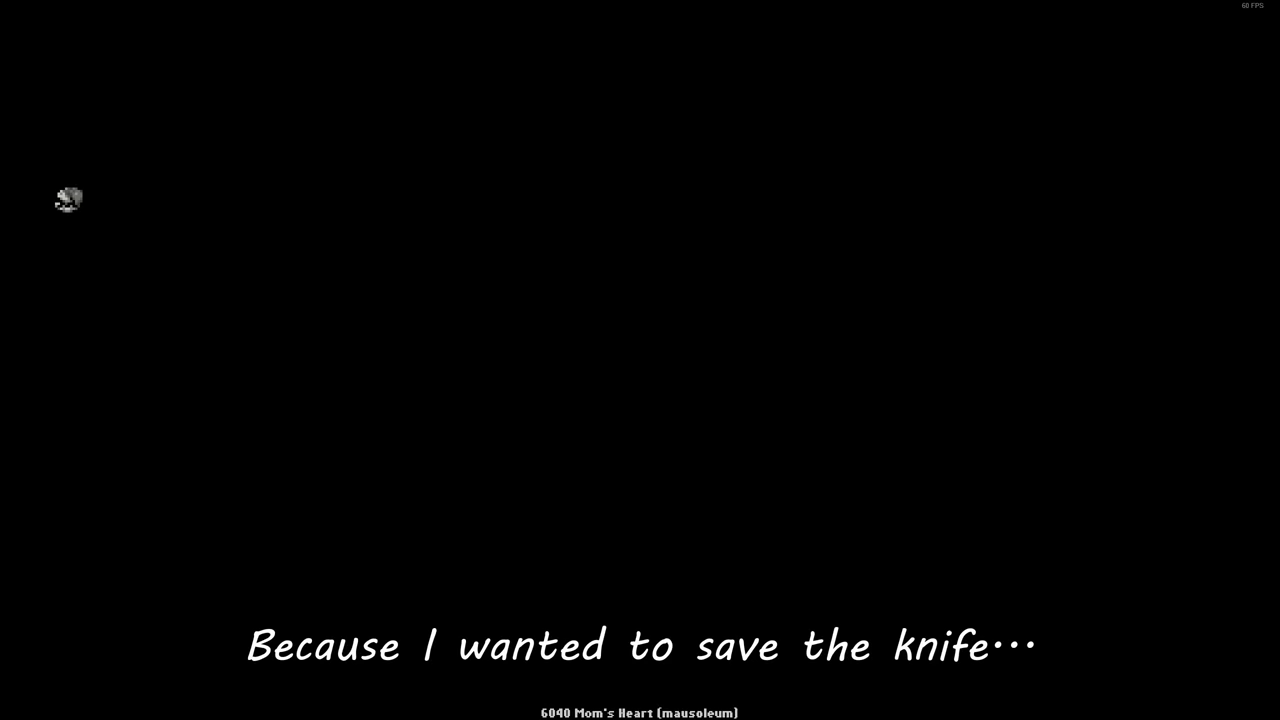 60 FPS
Because I wanted to save the knife…
6040 Mom's Heart (mausoleum)